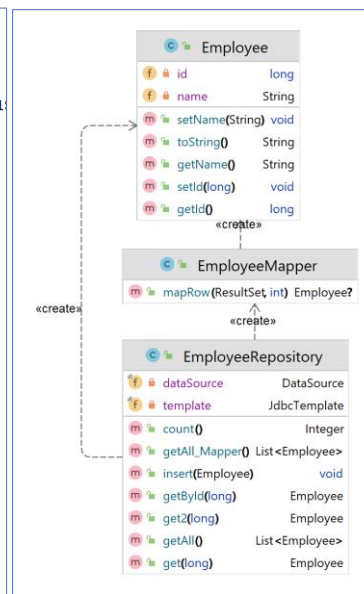 Employee
id long
name String
setName(String) void
toString() String
getName() String
setId(long) void
getId() long
«create»
EmployeeMapper
mapRow(ResultSet, int) Employee?
«create»
«create»
EmployeeRepository
dataSource DataSource
template JdbcTemplate
count() Integer
getAll_Mapper() List<Employee>
insert(Employee) void
getById(long) Employee
get2(long) Employee
getAll() List<Employee>
get(long) Employee